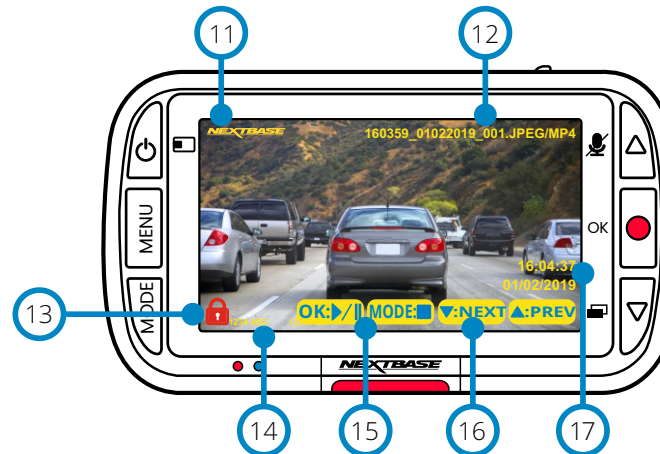 11
12
NEXTBASE
160359_01022019_001.JPEG/MP4
MENU
OK
MODE
16:04:37
01/02/2019
13
OK:▶/II
MODE:■
▼:NEXT
▲:PREV
NEXTBASE
14
15
16
17